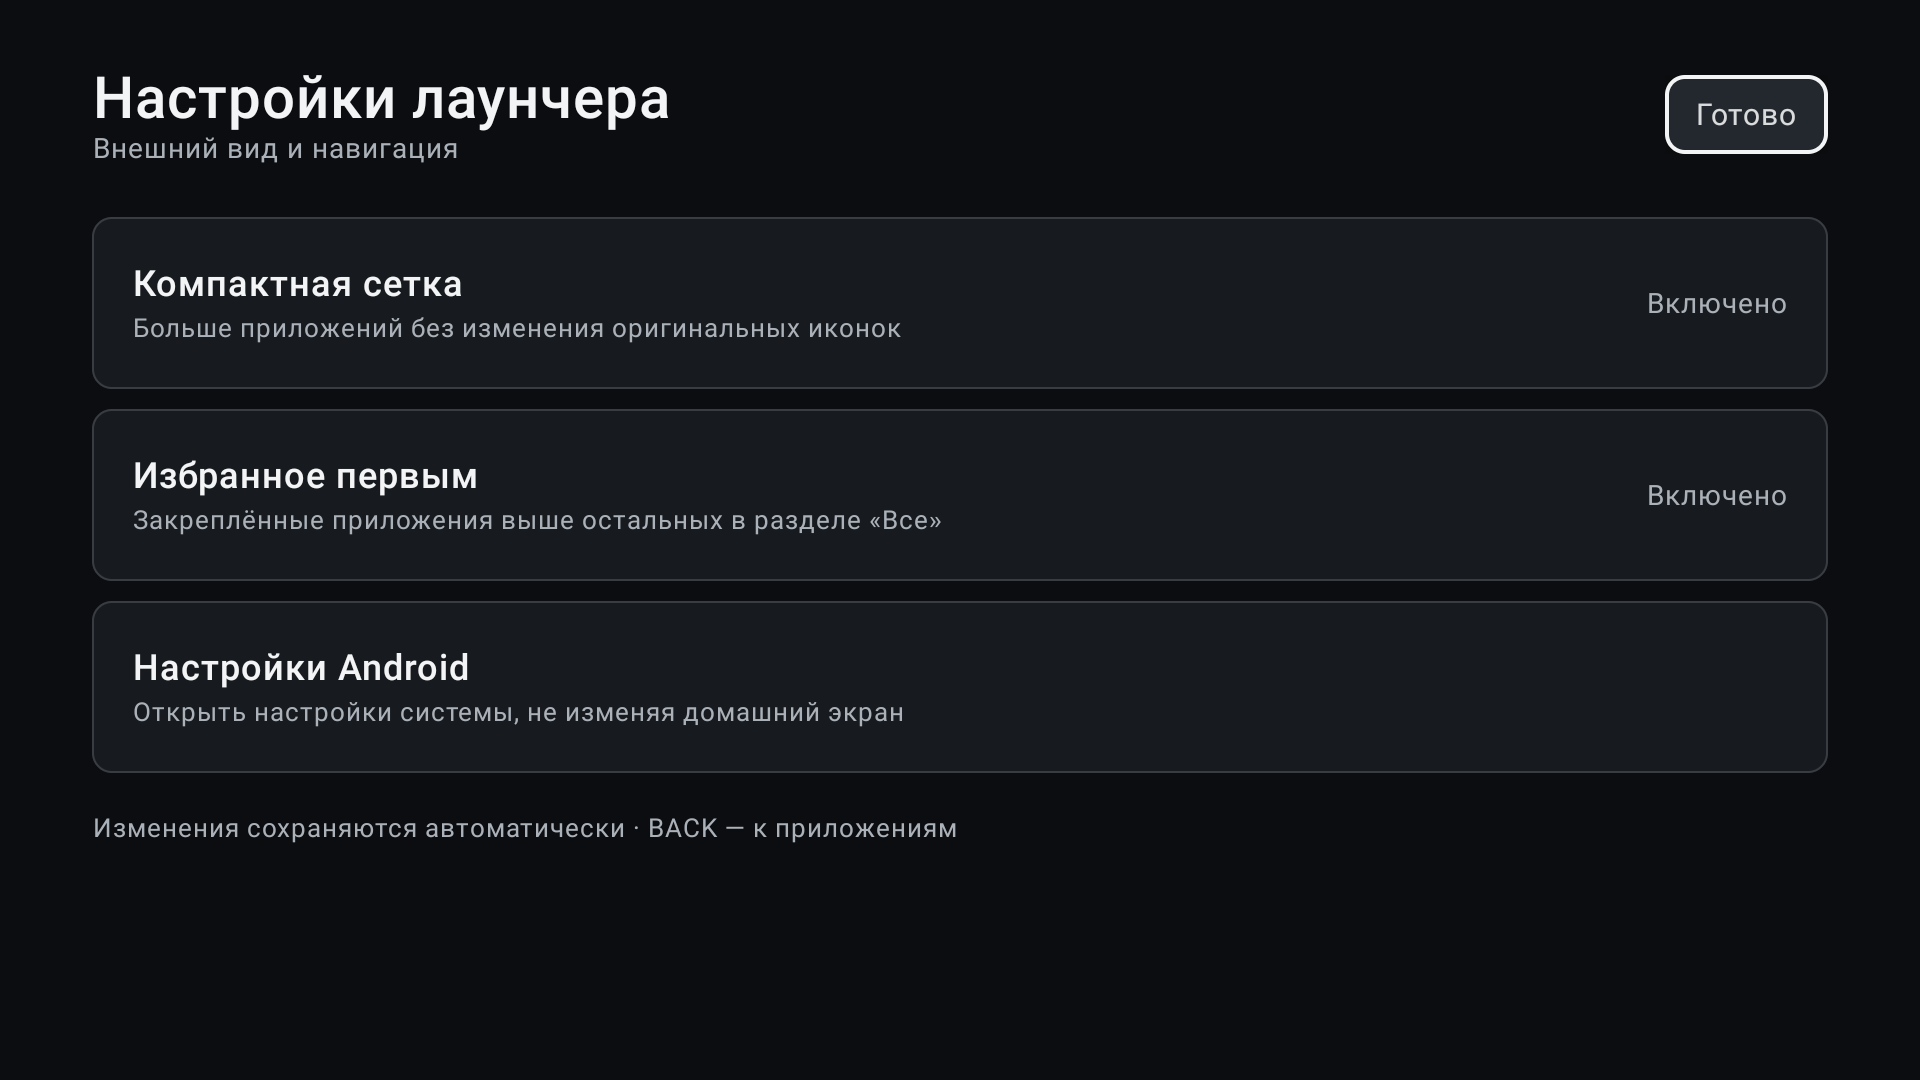 Настройки лаунчера
Внешний вид и навигация
Готово
Компактная сетка
Больше приложений без изменения оригинальных иконок
Включено
Избранное первым
Закреплённые приложения выше остальных в разделе «Все»
Включено
Настройки Android
Открыть настройки системы, не изменяя домашний экран
Изменения сохраняются автоматически · BACK — к приложениям